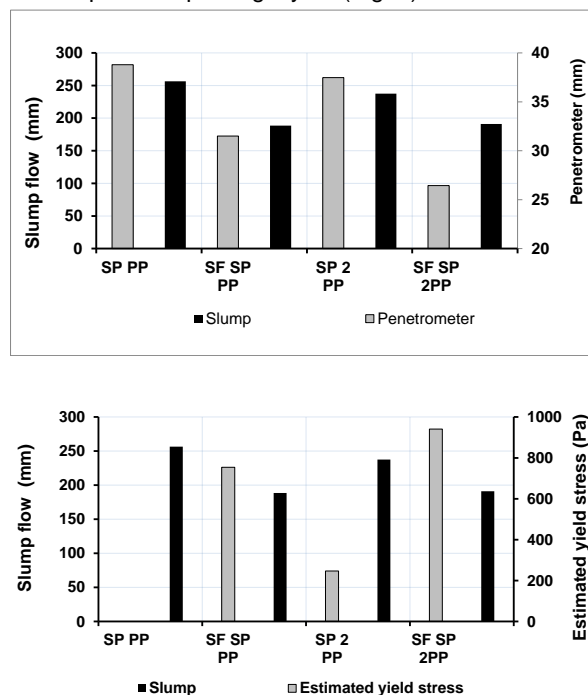 300
250
200
150
100
50
0
Slump flow (mm)
40
35
30
25
20
Penetrometer (mm)
SP PP
SF SP
PP
SP 2
PP
SF SP
2PP
Slump
Penetrometer
300
250
200
150
100
50
0
Slump flow (mm)
1000
800
600
400
200
0
Estimated yield stress (Pa)
SP PP
SF SP
PP
SP 2
PP
SF SP
2PP
Slump
Estimated yield stress